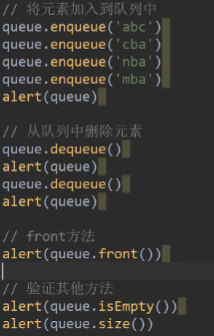 // 将元素加入到队列中
queue.enqueue('abc')
queue.enqueue('cba')
queue.enqueue('nba')
queue.enqueue('mba')
alert(queue)
// 从队列中删除元素
queue.dequeue()
alert(queue)
queue.dequeue()
alert(queue)
// front方法
alert(queue.front())
// 验证其他方法
alert(queue.isEmpty())
alert(queue.size())